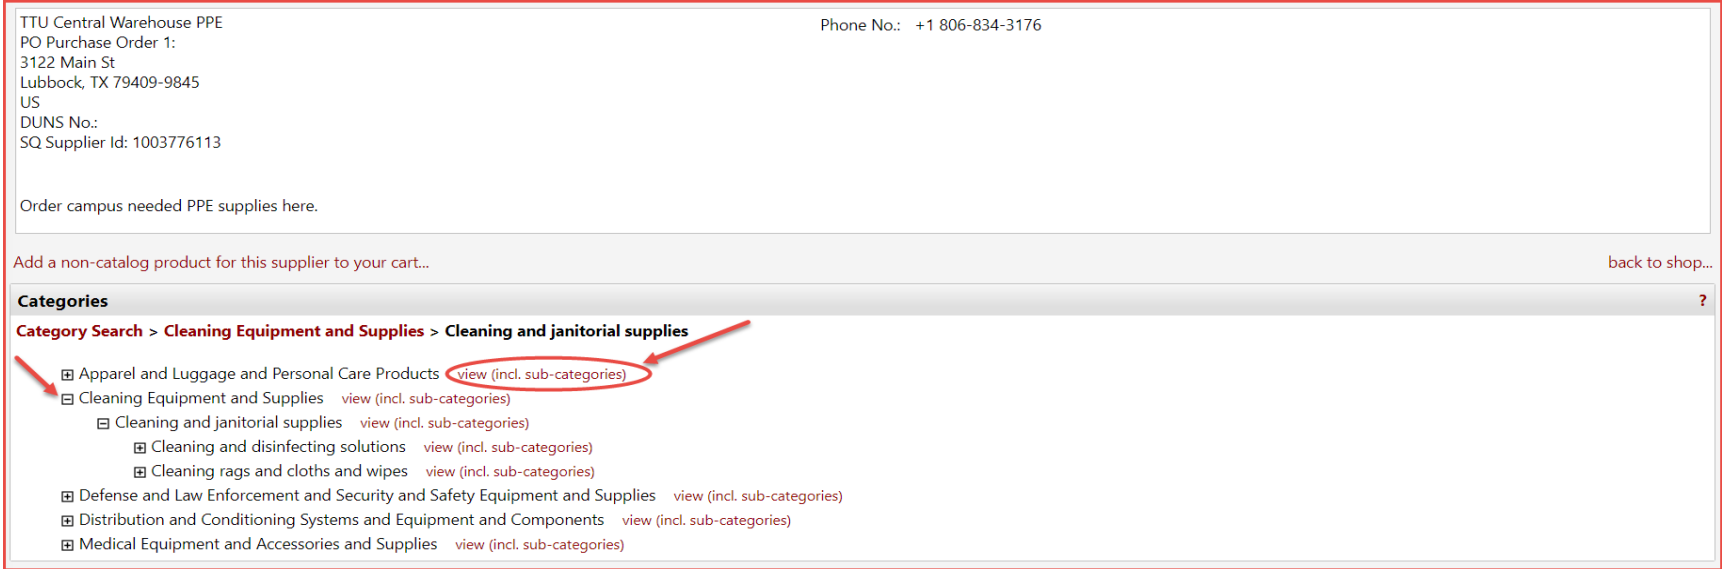 TTU Central Warehouse PPE
Phone No.: +1 806-834-3176
PO Purchase Order 1:
3122 Main St
Lubbock, TX 79409-9845
US
DUNS No.:
SQ Supplier Id: 1003776113
Order campus needed PPE supplies here.
Add a non-catalog product for this supplier to your cart...
back to shop...
Categories
?
Category Search > Cleaning Equipment and Supplies > Cleaning and janitorial supplies
Apparel and Luggage and Personal Care Products view (incl. sub-categories)
Cleaning Equipment and Supplies view (incl. sub-categories)
Cleaning and janitorial supplies view (incl. sub-categories)
Cleaning and disinfecting solutions view (incl. sub-categories)
Cleaning rags and cloths and wipes view (incl. sub-categories)
Defense and Law Enforcement and Security and Safety Equipment and Supplies view (incl. sub-categories)
Distribution and Conditioning Systems and Equipment and Components view (incl. sub-categories)
Medical Equipment and Accessories and Supplies view (incl. sub-categories)